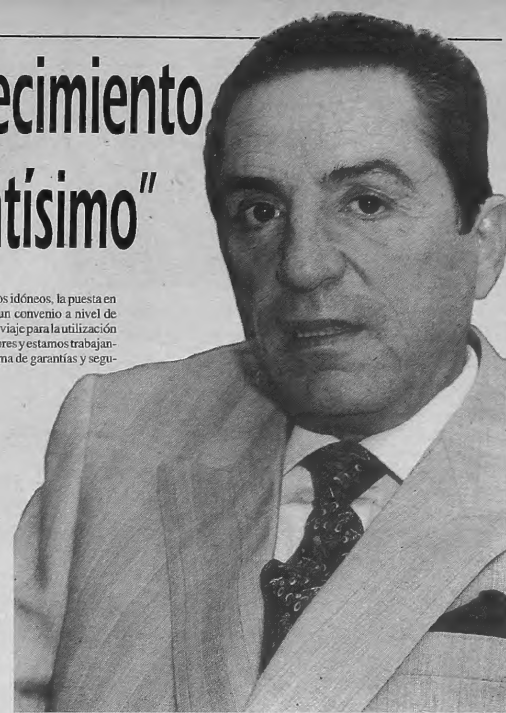 ecimiento
tísimo"
os idóneos, la puesta en
un convenio a nivel de
viaje para la utilización
res y estamos trabajan-
ma de garantías y segu-